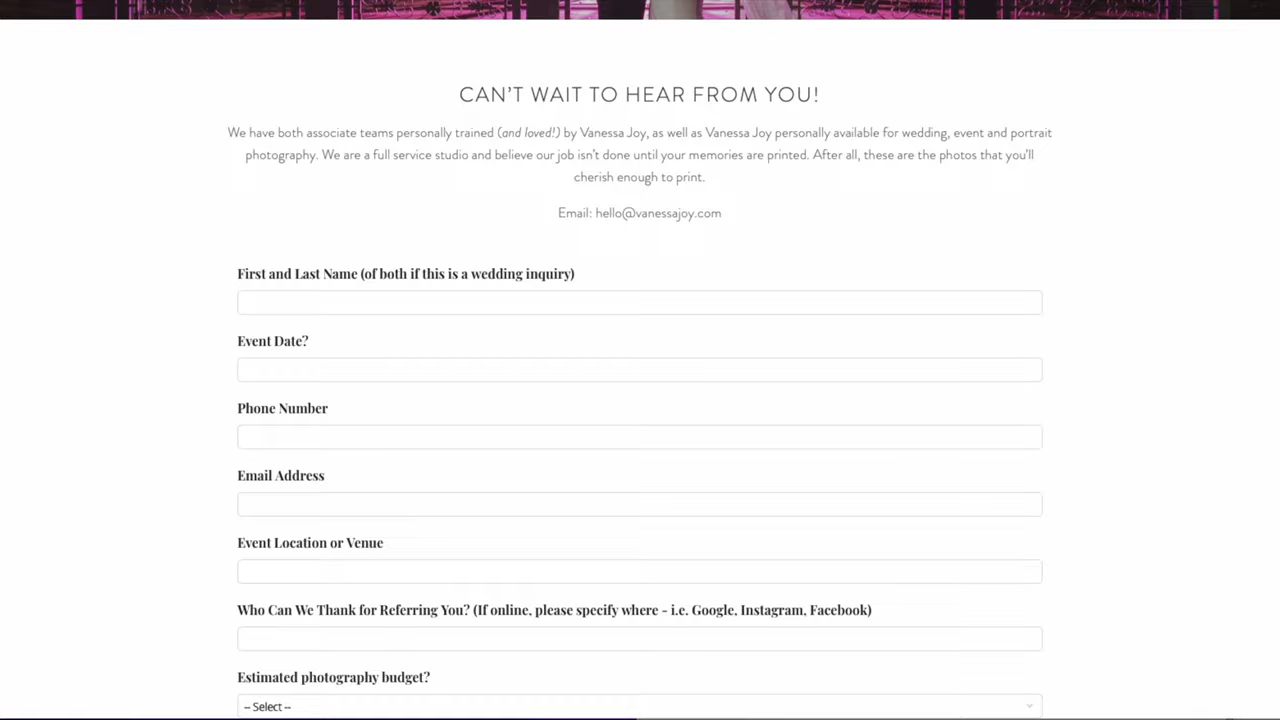 CAN'T WAIT TO HEAR FROM YOU!
We have both associate teams personally trained (and loved!) by Vanessa Joy, as well as Vanessa Joy personally available for wedding, event and portrait
photography. We are a full service studio and believe our job isn't done until your memories are printed. After all, these are the photos that you'll
cherish enough to print.
Email: hello@vanessajoy.com
First and Last Name (of both if this is a wedding inquiry)
Event Date?
Phone Number
Email Address
Event Location or Venue
Who Can We Thank for Referring You? (If online, please specify where - i.e. Google, Instagram, Facebook)
Estimated photography budget?
-- Select --